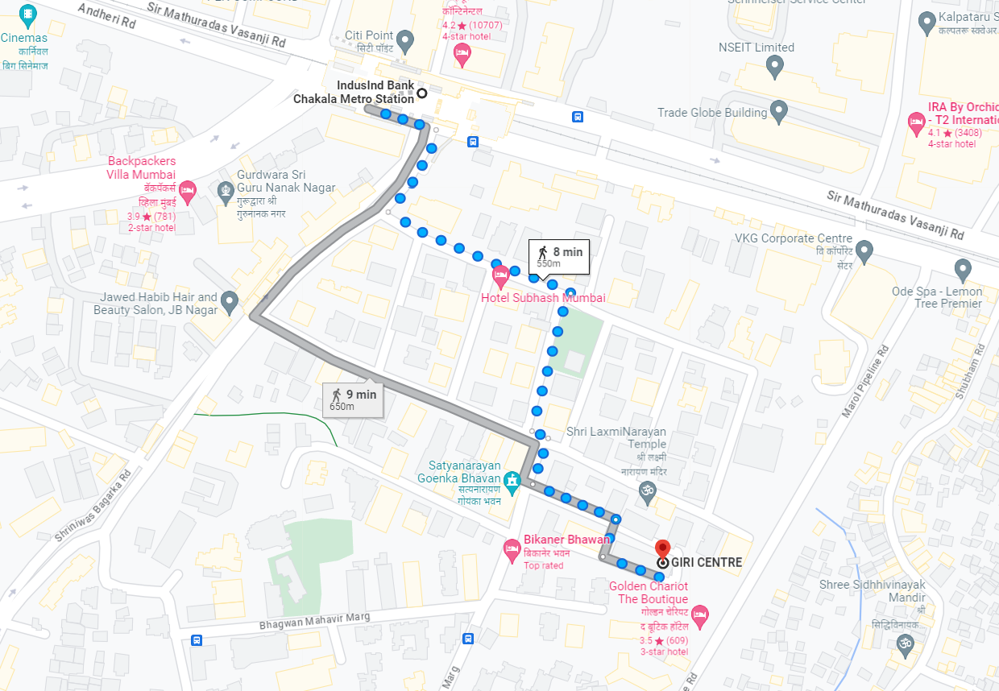 Sir Mathuradas Vasanji Rd
Andheri Rd
Cinemas
कार्निवल
बिग सिनेमाज
Citi Point
सिटी पॉइंट
कॉन्टिनेन्टल
4.2★(10707)
4-star hotel
Kalpataru S
कल्पतरू स्क्वेअर
NSEIT Limited
IndusInd Bank
Chakala Metro Station
Trade Globe Building
IRA By Orchid
- T2 Internatio
4.1★(3408)
4-star hotel
Backpackers
Villa Mumbai
बॅकपॅकर्स
व्हिला मुंबई
3.9★(781)
2-star hotel
Gurdwara Sri
Guru Nanak Nagar
गुरूद्वारा श्री
गुरुनानक नगर
Sir Mathuradas Vasanji Rd
VKG Corporate Centre
वि कॉर्पोरेट
सेंटर
8 min
550m
Ode Spa - Lemon
Tree Premier
Jawed Habib Hair and
Beauty Salon, JB Nagar
Hotel Subhash Mumbai
Marol Pipeline Rd
Shubham Rd
9 min
650m
Shri LaxmiNarayan
Temple
श्री लक्ष्मी
नारायण मंदिर
Satyanarayan
Goenka Bhavan
सत्यनारायण
गोयंका भवन
Shriniwas Bagarka Rd
Bikaner Bhawan
बिकानेर भवन
Top rated
GIRI CENTRE
Golden Chariot
The Boutique
गोल्डन चॅरियट
द बूटिक हॉटेल
3.5★(609)
3-star hotel
Shree Sidhhivinayak
Mandir
श्री
सिद्धिविनायक...
Bhagwan Mahavir Marg
Marg
Rd